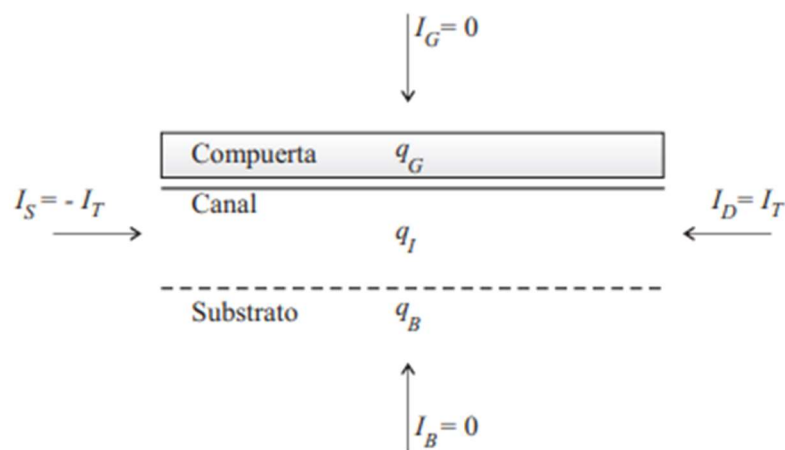 I_G = 0
Compuerta q_G
I_S = - I_T
Canal
I_D = I_T
q_I
Substrato q_B
I_B = 0